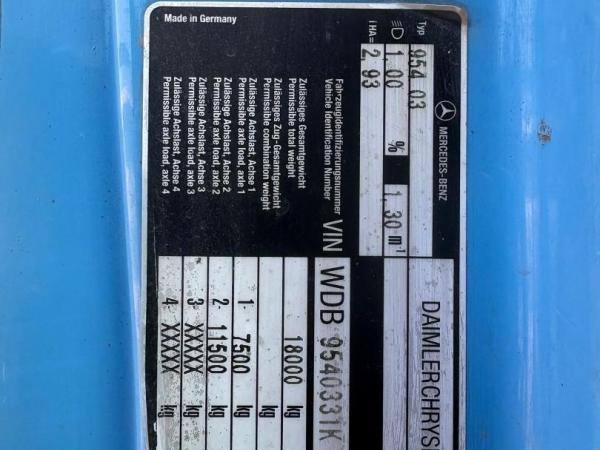 MERCEDES-BENZ DAIMLERCHRYS
Typ 954.03
1,00 % 1,30 m-1
iHA= 2,93
Fahrzeugidentifizierungsnummer
Vehicle Identification Number
VIN WDB 9540331K
Zulässiges Gesamtgewicht
Permissible total weight 18000 kg
Zulässiges Zug-Gesamtgewicht
Permissible combination weight kg
Zulässige Achslast, Achse 1
Permissible axle load, axle 1 1- 7500 kg
Zulässige Achslast, Achse 2
Permissible axle load, axle 2 2- 11500 kg
Zulässige Achslast, Achse 3
Permissible axle load, axle 3 3- XXXXX kg
Zulässige Achslast, Achse 4
Permissible axle load, axle 4 4- XXXXX kg
Made in Germany